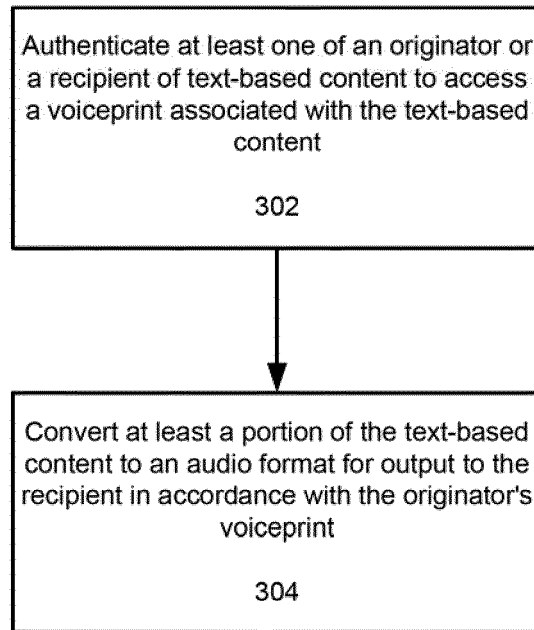 Authenticate at least one of an originator or
a recipient of text-based content to access
a voiceprint associated with the text-based
content
302
Convert at least a portion of the text-based
content to an audio format for output to the
recipient in accordance with the originator's
voiceprint
304